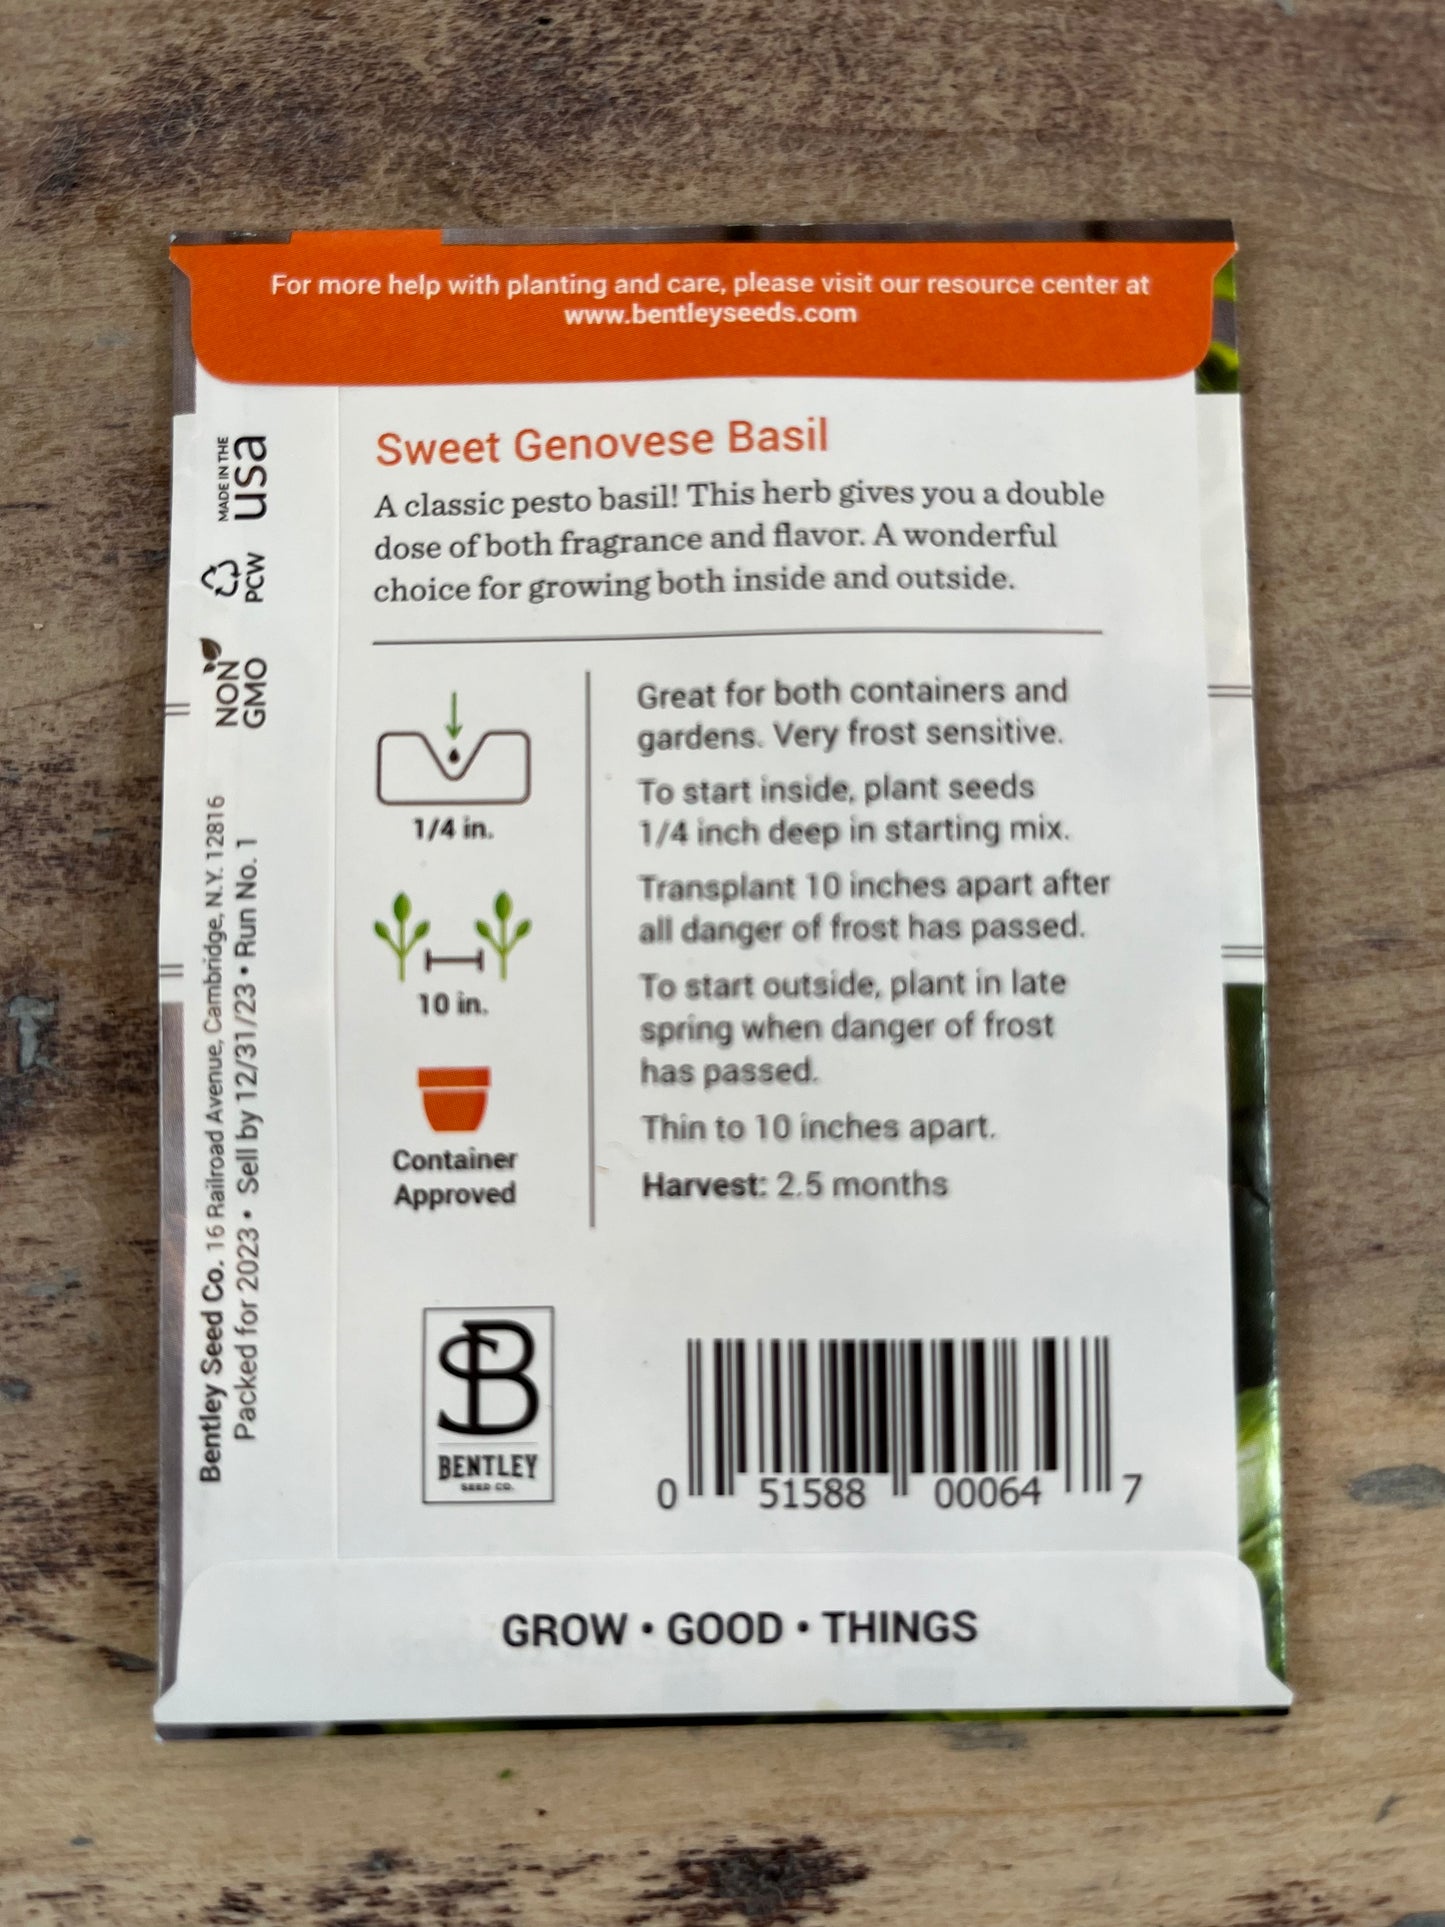 For more help with planting and care, please visit our resource center at
www.bentleyseeds.com
MADE IN THE
usa
PCW
NON
GMO
Bentley Seed Co. 16 Railroad Avenue, Cambridge, N.Y. 12816
Packed for 2023 • Sell by 12/31/23 • Run No. 1
Sweet Genovese Basil
A classic pesto basil! This herb gives you a double
dose of both fragrance and flavor. A wonderful
choice for growing both inside and outside.
1/4 in.
10 in.
Container
Approved
Great for both containers and
gardens. Very frost sensitive.
To start inside, plant seeds
1/4 inch deep in starting mix.
Transplant 10 inches apart after
all danger of frost has passed.
To start outside, plant in late
spring when danger of frost
has passed.
Thin to 10 inches apart.
Harvest: 2.5 months
SB
BENTLEY
SEED CO.
0 51588 00064 7
GROW • GOOD • THINGS